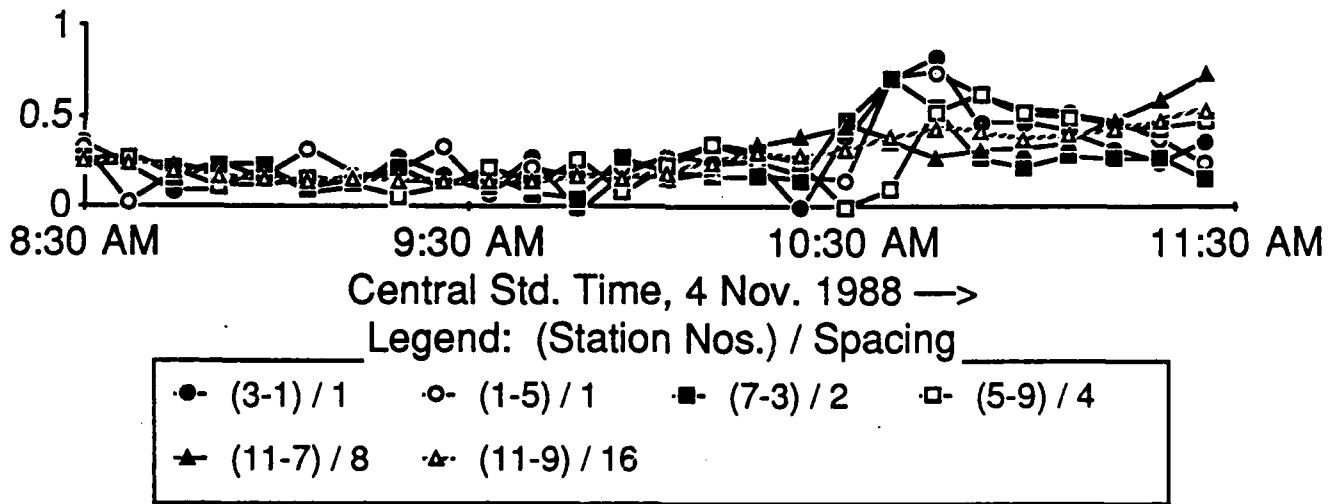 1
0.5
0
8:30 AM 9:30 AM 10:30 AM 11:30 AM
Central Std. Time, 4 Nov. 1988 —>
Legend: (Station Nos.) / Spacing
(3-1) / 1 (1-5) / 1 (7-3) / 2 (5-9) / 4
(11-7) / 8 (11-9) / 16